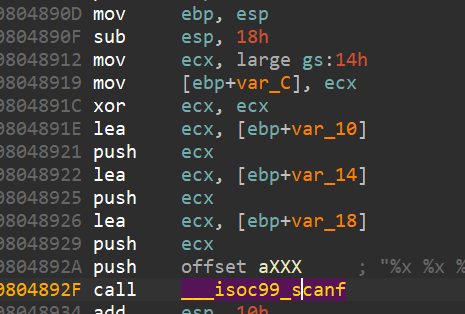 0804890D mov ebp, esp
0804890F sub esp, 18h
08048912 mov ecx, large gs:14h
08048919 mov [ebp+var_C], ecx
0804891C xor ecx, ecx
0804891E lea ecx, [ebp+var_10]
08048921 push ecx
08048922 lea ecx, [ebp+var_14]
08048925 push ecx
08048926 lea ecx, [ebp+var_18]
08048929 push ecx
0804892A push offset aXXX ; "%x %x %
0804892F call ___isoc99_scanf
08048934 add esp, 10h